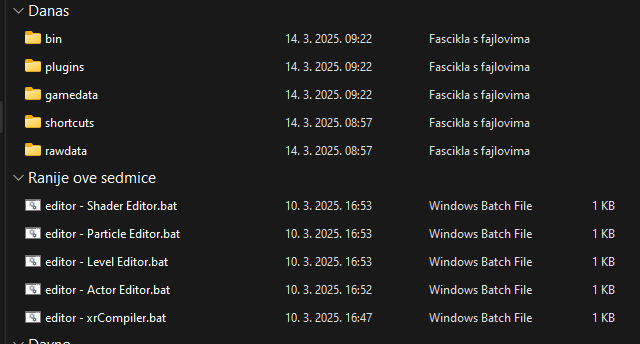 Danas
bin 14. 3. 2025. 09:22 Fascikla s fajlovima
plugins 14. 3. 2025. 09:22 Fascikla s fajlovima
gamedata 14. 3. 2025. 09:22 Fascikla s fajlovima
shortcuts 14. 3. 2025. 08:57 Fascikla s fajlovima
rawdata 14. 3. 2025. 08:57 Fascikla s fajlovima
Ranije ove sedmice
editor - Shader Editor.bat 10. 3. 2025. 16:53 Windows Batch File 1 KB
editor - Particle Editor.bat 10. 3. 2025. 16:53 Windows Batch File 1 KB
editor - Level Editor.bat 10. 3. 2025. 16:53 Windows Batch File 1 KB
editor - Actor Editor.bat 10. 3. 2025. 16:52 Windows Batch File 1 KB
editor - xrCompiler.bat 10. 3. 2025. 16:47 Windows Batch File 1 KB
Davno